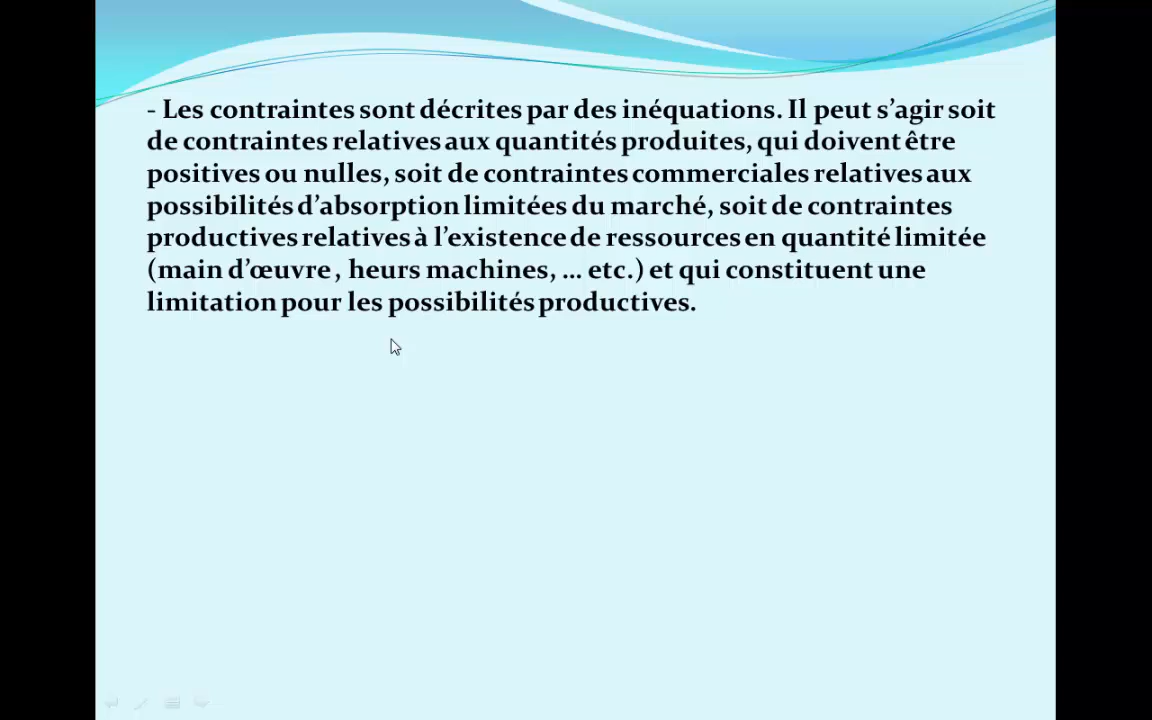 - Les contraintes sont décrites par des inéquations. Il peut s’agir soit
de contraintes relatives aux quantités produites, qui doivent être
positives ou nulles, soit de contraintes commerciales relatives aux
possibilités d’absorption limitées du marché, soit de contraintes
productives relatives à l’existence de ressources en quantité limitée
(main d’œuvre , heurs machines, ... etc.) et qui constituent une
limitation pour les possibilités productives.